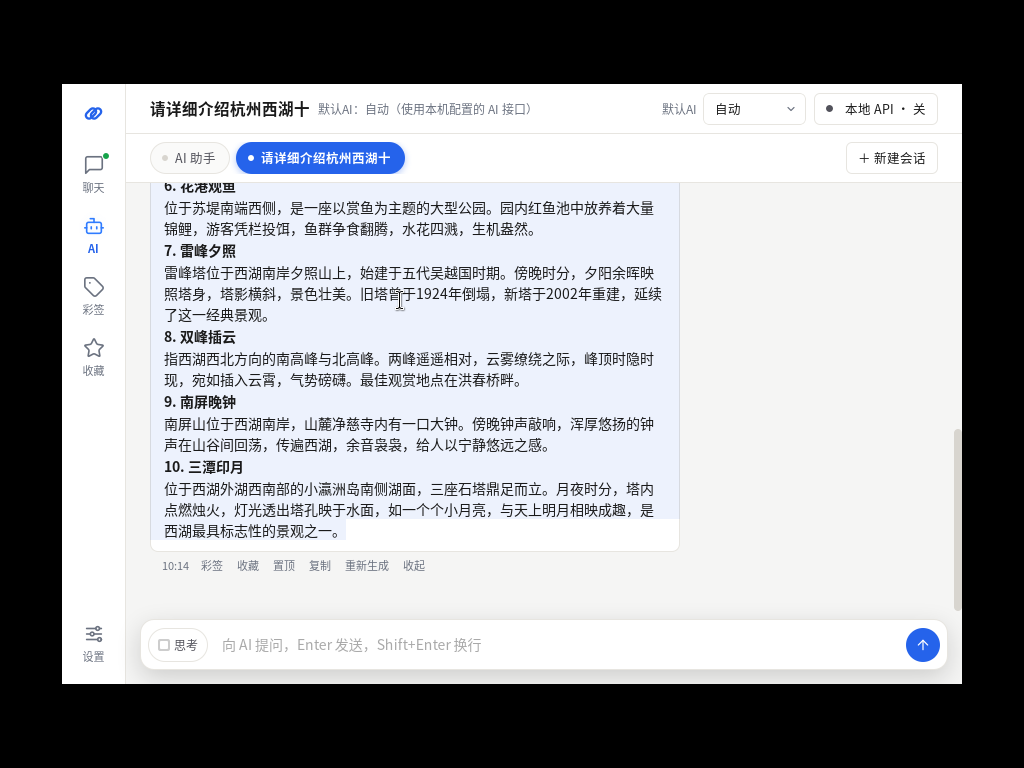 请详细介绍杭州西湖十
默认AI：自动（使用本机配置的 AI 接口）
默认AI
自动
本地 API · 关
AI 助手
请详细介绍杭州西湖十
＋ 新建会话
聊天
AI
彩签
收藏
设置
6. 花港观鱼
位于苏堤南端西侧，是一座以赏鱼为主题的大型公园。园内红鱼池中放养着大量
锦鲤，游客凭栏投饵，鱼群争食翻腾，水花四溅，生机盎然。
7. 雷峰夕照
雷峰塔位于西湖南岸夕照山上，始建于五代吴越国时期。傍晚时分，夕阳余晖映
照塔身，塔影横斜，景色壮美。旧塔曾于1924年倒塌，新塔于2002年重建，延续
了这一经典景观。
8. 双峰插云
指西湖西北方向的南高峰与北高峰。两峰遥遥相对，云雾缭绕之际，峰顶时隐时
现，宛如插入云霄，气势磅礴。最佳观赏地点在洪春桥畔。
9. 南屏晚钟
南屏山位于西湖南岸，山麓净慈寺内有一口大钟。傍晚钟声敲响，浑厚悠扬的钟
声在山谷间回荡，传遍西湖，余音袅袅，给人以宁静悠远之感。
10. 三潭印月
位于西湖外湖西南部的小瀛洲岛南侧湖面，三座石塔鼎足而立。月夜时分，塔内
点燃烛火，灯光透出塔孔映于水面，如一个个小月亮，与天上明月相映成趣，是
西湖最具标志性的景观之一。
10:14 彩签 收藏 置顶 复制 重新生成 收起
思考
向 AI 提问，Enter 发送，Shift+Enter 换行